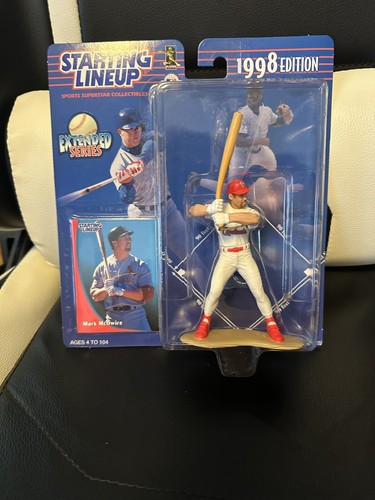 STARTING
LINEUP
SPORTS SUPERSTAR COLLECTIBLES
1998 EDITION
EXTENDED
SERIES
STARTING
LINEUP
Mark McGwire
AGES 4 TO 104